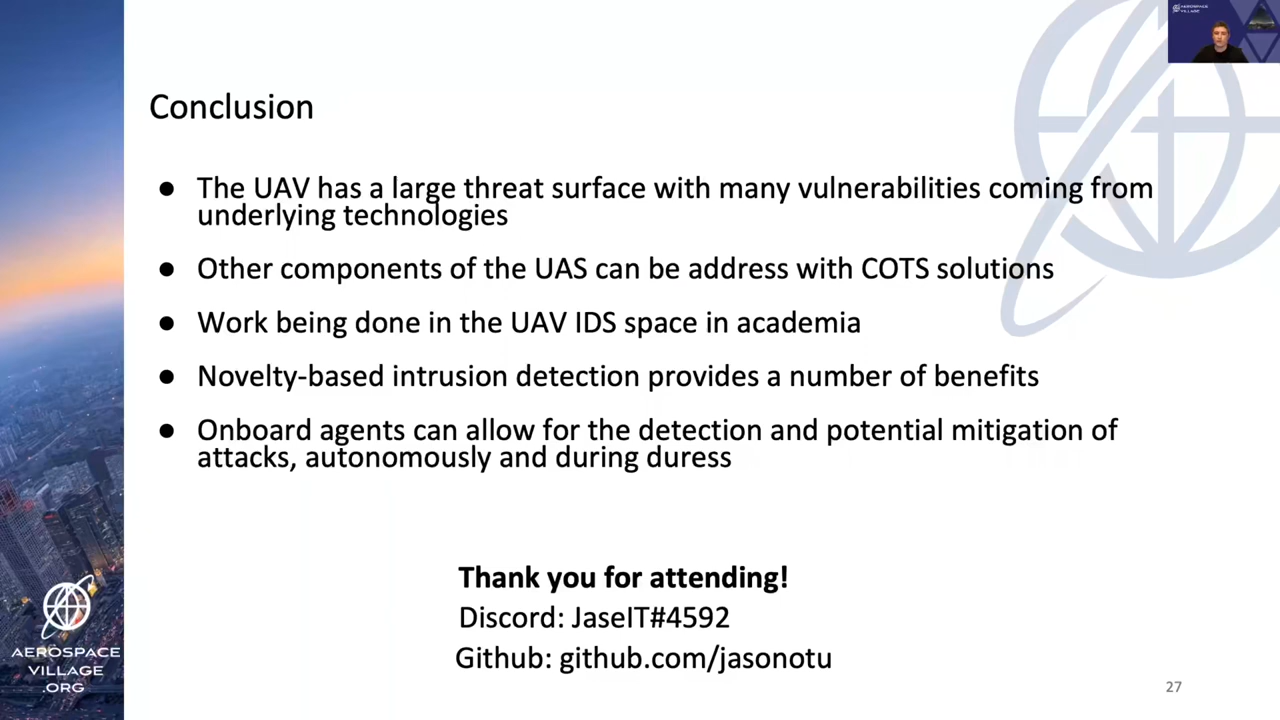 AEROSPACE
VILLAGE
Conclusion
● The UAV has a large threat surface with many vulnerabilities coming from
underlying technologies
● Other components of the UAS can be address with COTS solutions
● Work being done in the UAV IDS space in academia
● Novelty-based intrusion detection provides a number of benefits
● Onboard agents can allow for the detection and potential mitigation of
attacks, autonomously and during duress
Thank you for attending!
Discord: JaseIT#4592
Github: github.com/jasonotu
AEROSPACE
VILLAGE
.ORG
27